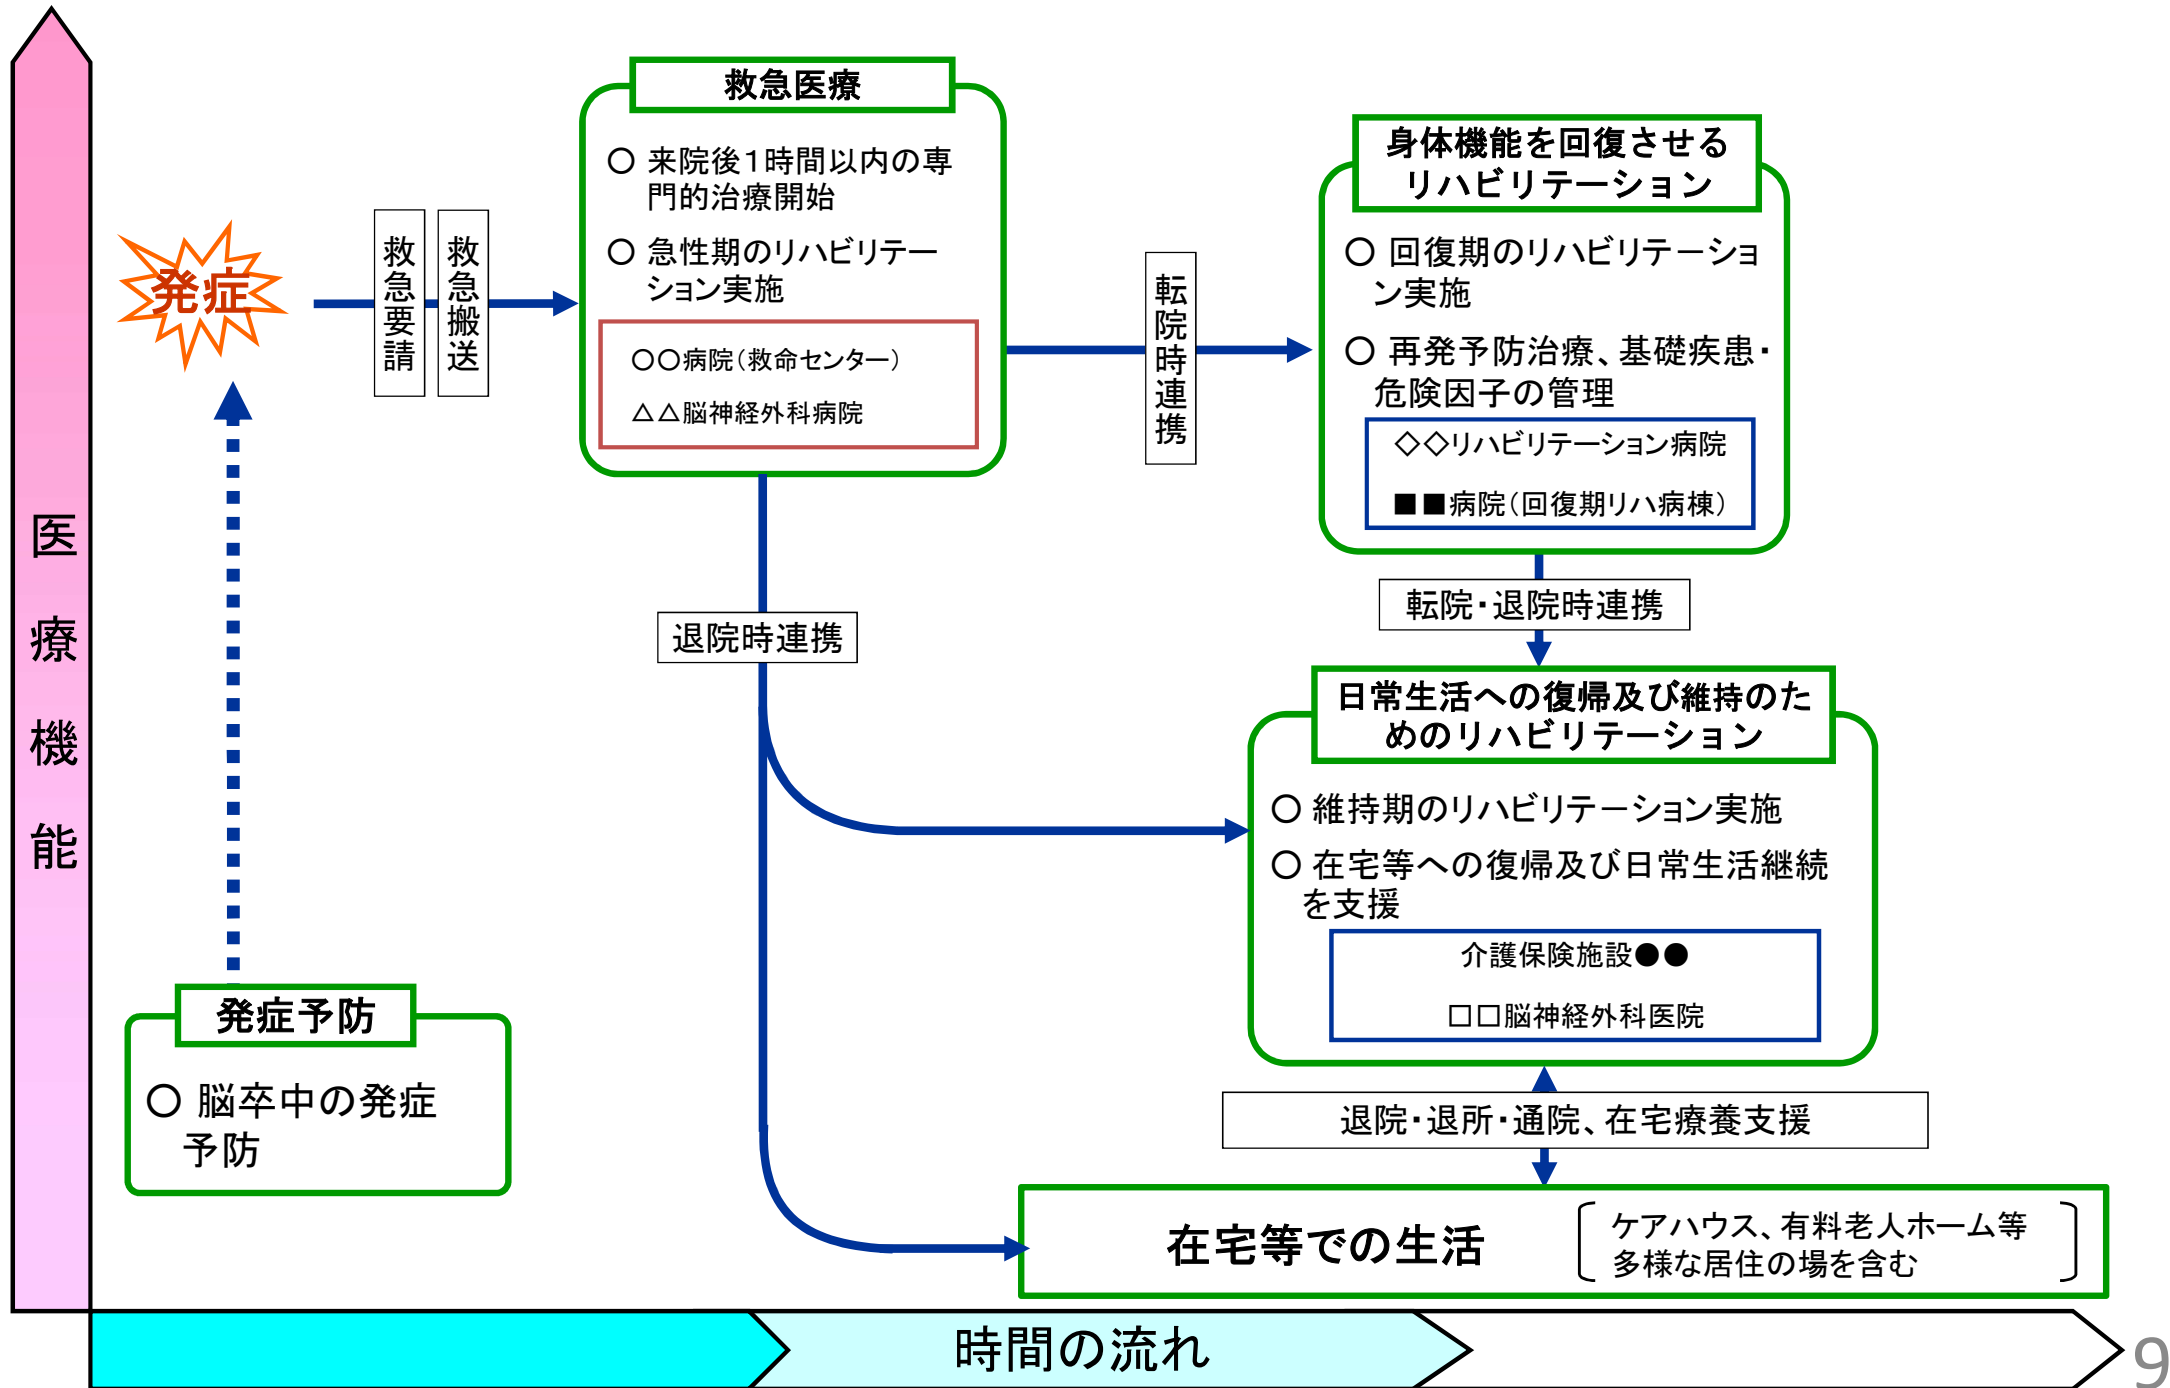 医療機能
発症
救急要請
救急搬送
救急医療
○ 来院後1時間以内の専
門的治療開始
○ 急性期のリハビリテー
ション実施
○○病院（救命センター）
△△脳神経外科病院
転院時連携
身体機能を回復させる
リハビリテーション
○ 回復期のリハビリテーショ
ン実施
○ 再発予防治療、基礎疾患・
危険因子の管理
◇◇リハビリテーション病院
■■病院（回復期リハ病棟）
転院・退院時連携
退院時連携
日常生活への復帰及び維持のた
めのリハビリテーション
○ 維持期のリハビリテーション実施
○ 在宅等への復帰及び日常生活継続
を支援
介護保険施設●●
□□脳神経外科医院
発症予防
○ 脳卒中の発症
予防
退院・退所・通院、在宅療養支援
在宅等での生活
ケアハウス、有料老人ホーム等
多様な居住の場を含む
時間の流れ
9